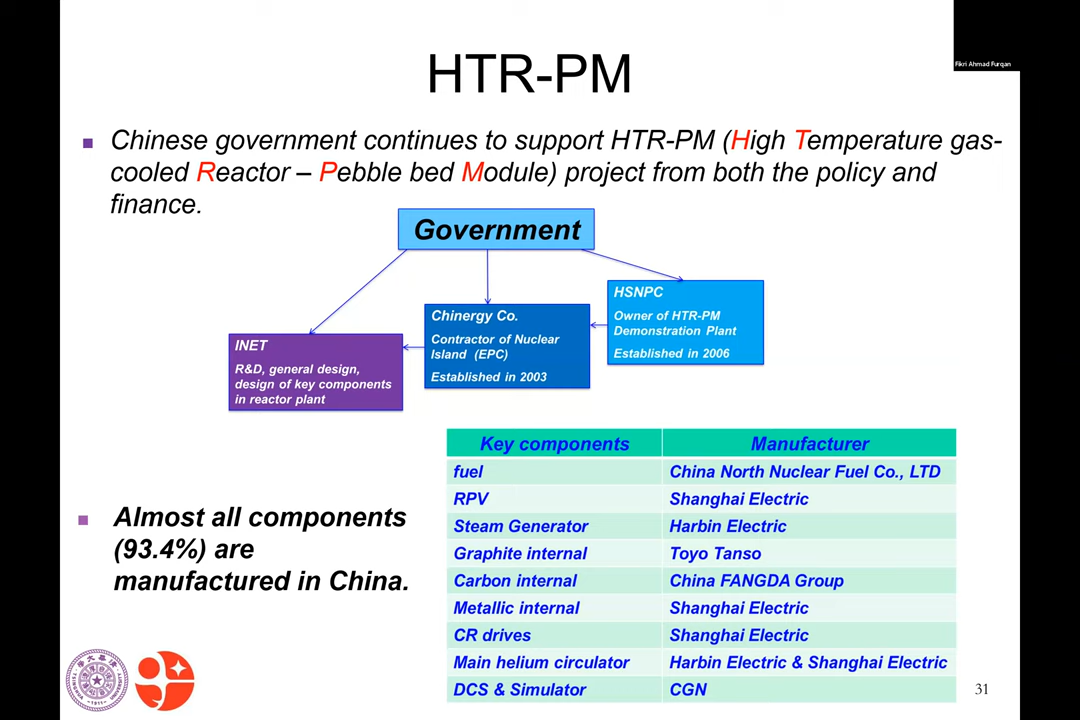 Fikri Ahmad Furqan
HTR-PM
Chinese government continues to support HTR-PM (High Temperature gas-
cooled Reactor – Pebble bed Module) project from both the policy and
finance.
Government
HSNPC
Owner of HTR-PM
Demonstration Plant
Established in 2006
Chinergy Co.
Contractor of Nuclear
Island (EPC)
Established in 2003
INET
R&D, general design,
design of key components
in reactor plant
Almost all components
(93.4%) are
manufactured in China.
Key components Manufacturer
fuel China North Nuclear Fuel Co., LTD
RPV Shanghai Electric
Steam Generator Harbin Electric
Graphite internal Toyo Tanso
Carbon internal China FANGDA Group
Metallic internal Shanghai Electric
CR drives Shanghai Electric
Main helium circulator Harbin Electric & Shanghai Electric
DCS & Simulator CGN
31